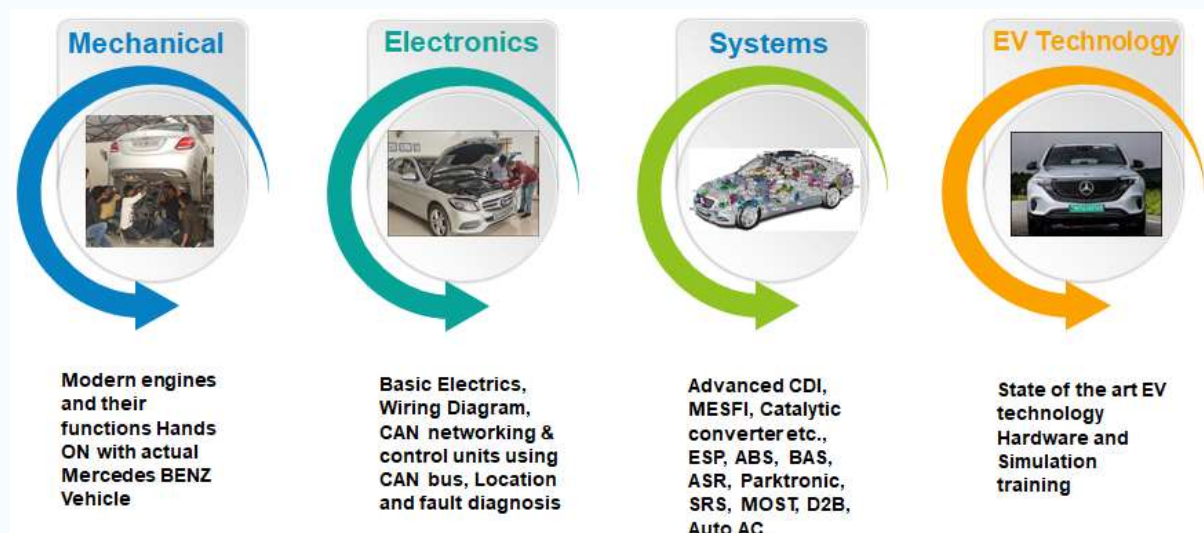 Mechanical
Modern engines
and their
functions Hands
ON with actual
Mercedes BENZ
Vehicle
Electronics
Basic Electrics,
Wiring Diagram,
CAN networking &
control units using
CAN bus, Location
and fault diagnosis
Systems
Advanced CDI,
MESFI, Catalytic
converter etc.,
ESP, ABS, BAS,
ASR, Parktronic,
SRS, MOST, D2B,
Auto AC
EV Technology
State of the art EV
technology
Hardware and
Simulation
training